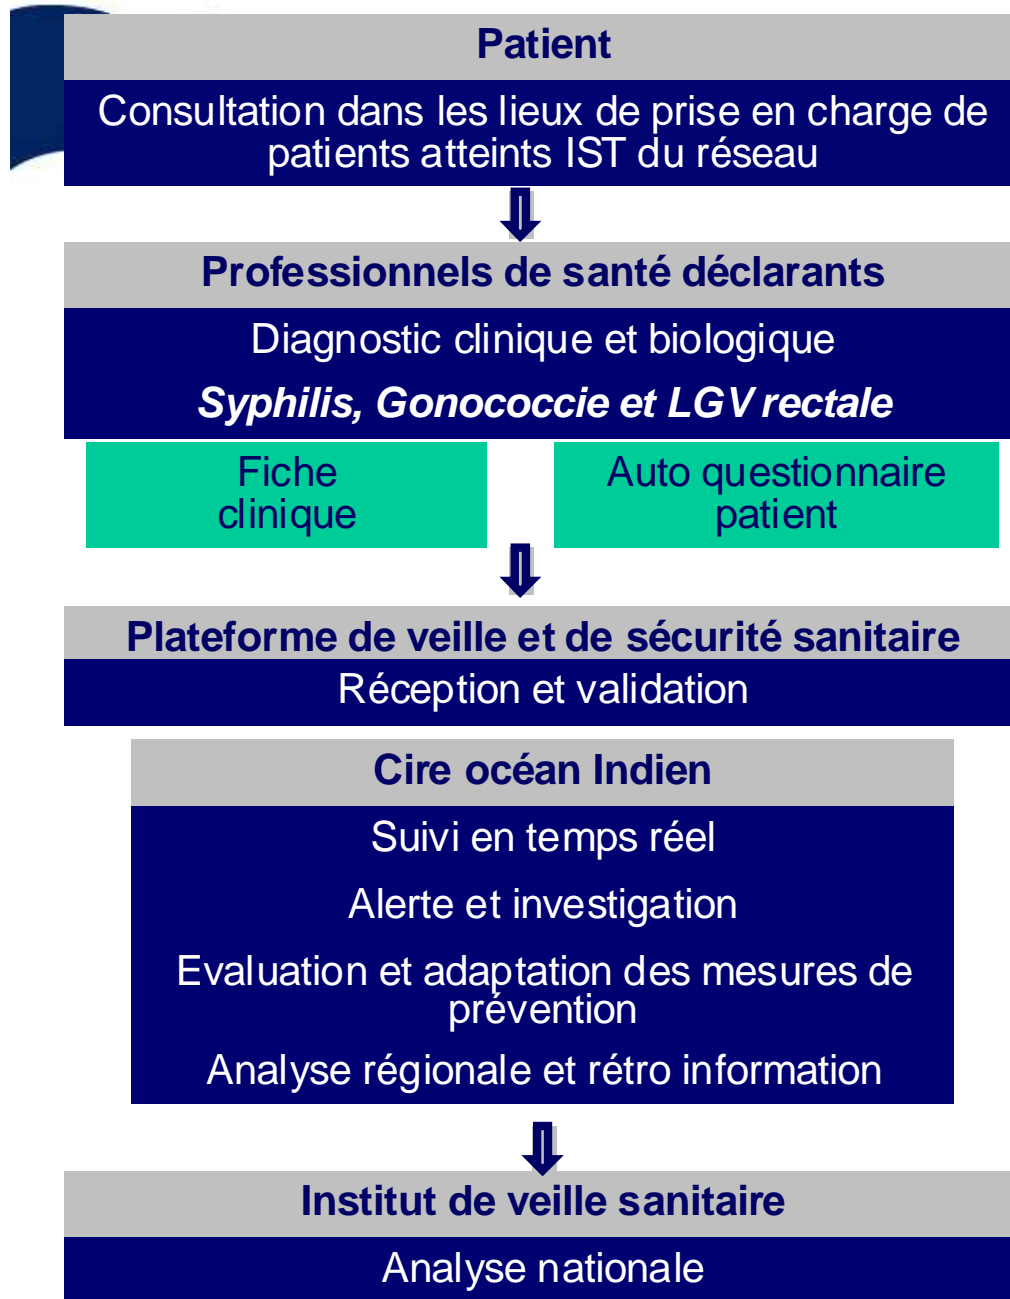 Patient
Consultation dans les lieux de prise en charge de
patients atteints IST du réseau
Professionnels de santé déclarants
Diagnostic clinique et biologique
Syphilis, Gonococcie et LGV rectale
Fiche
clinique
Auto questionnaire
patient
Plateforme de veille et de sécurité sanitaire
Réception et validation
Cire océan Indien
Suivi en temps réel
Alerte et investigation
Evaluation et adaptation des mesures de
prévention
Analyse régionale et rétro information
Institut de veille sanitaire
Analyse nationale